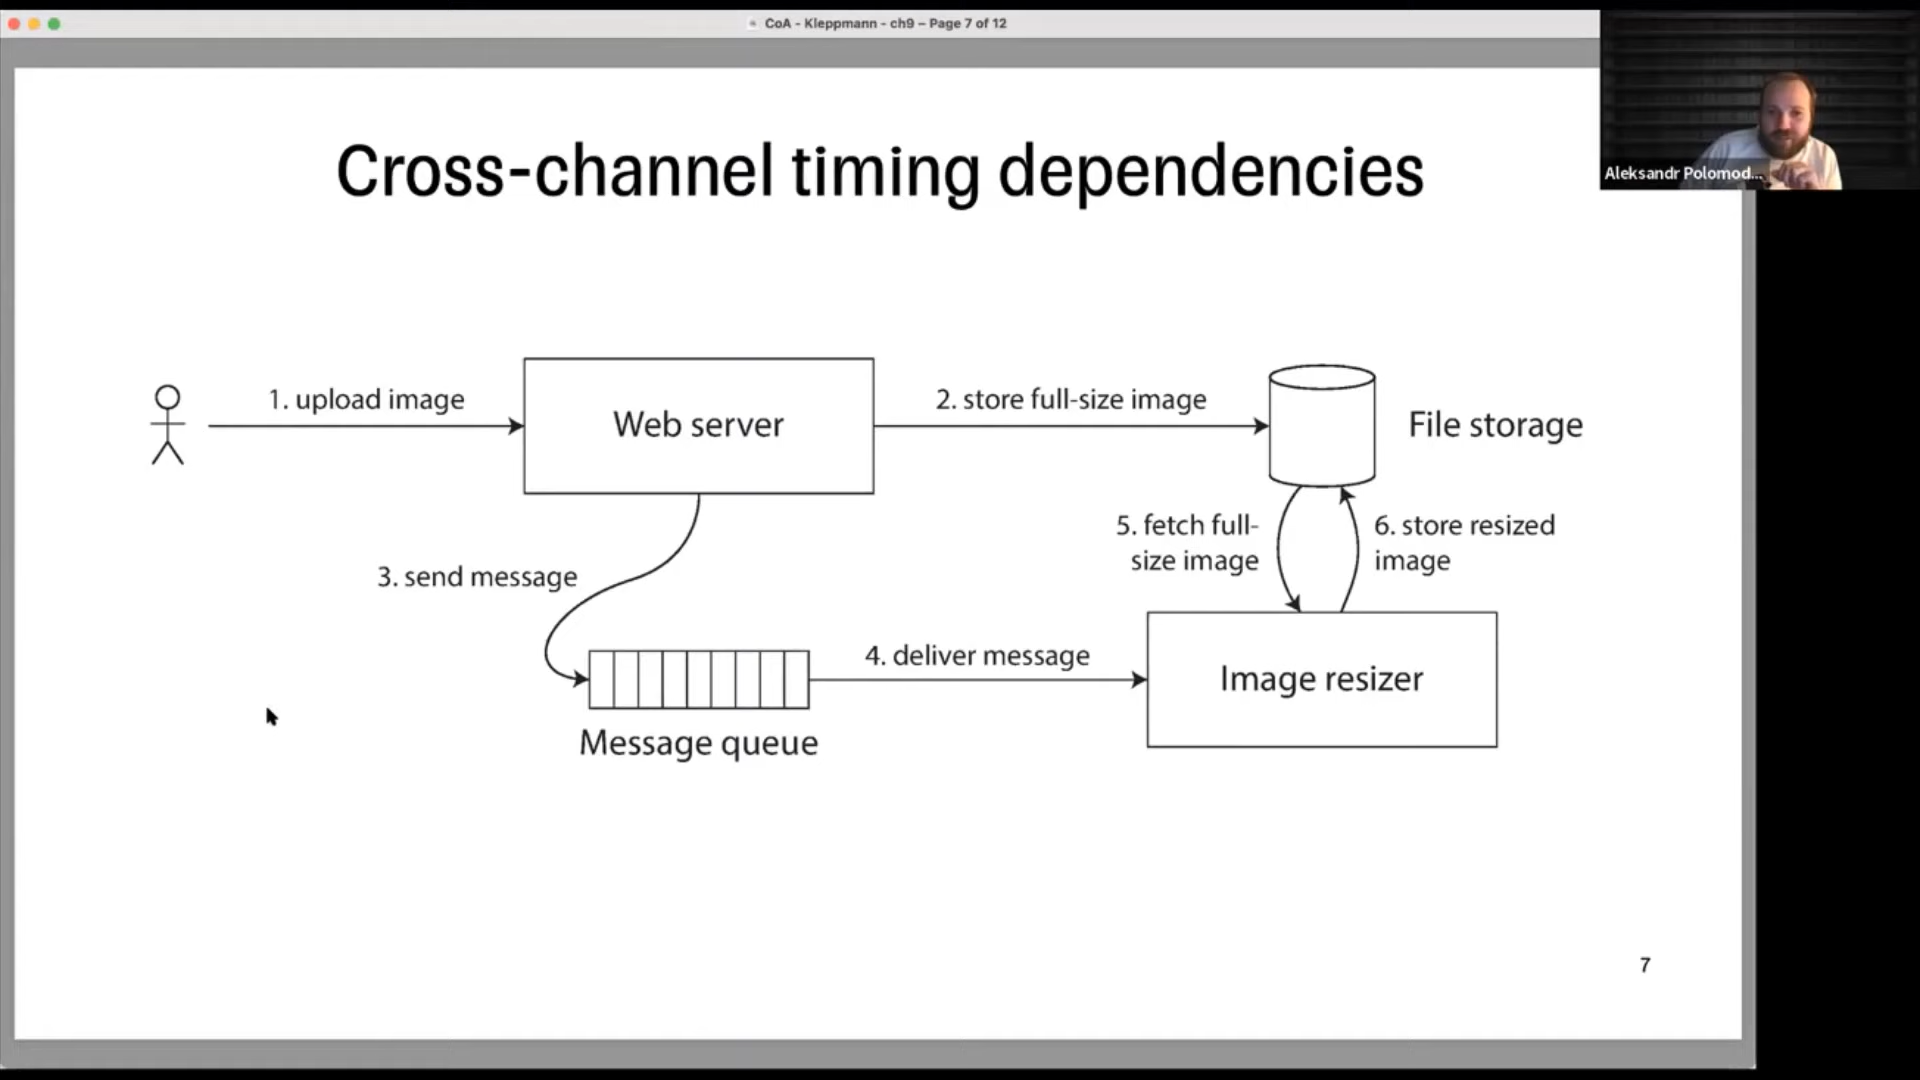 CoA - Kleppmann - ch9 – Page 7 of 12
Aleksandr Polomod...
Cross-channel timing dependencies
1. upload image
Web server
2. store full-size image
File storage
5. fetch full-
size image
6. store resized
image
3. send message
4. deliver message
Image resizer
Message queue
7